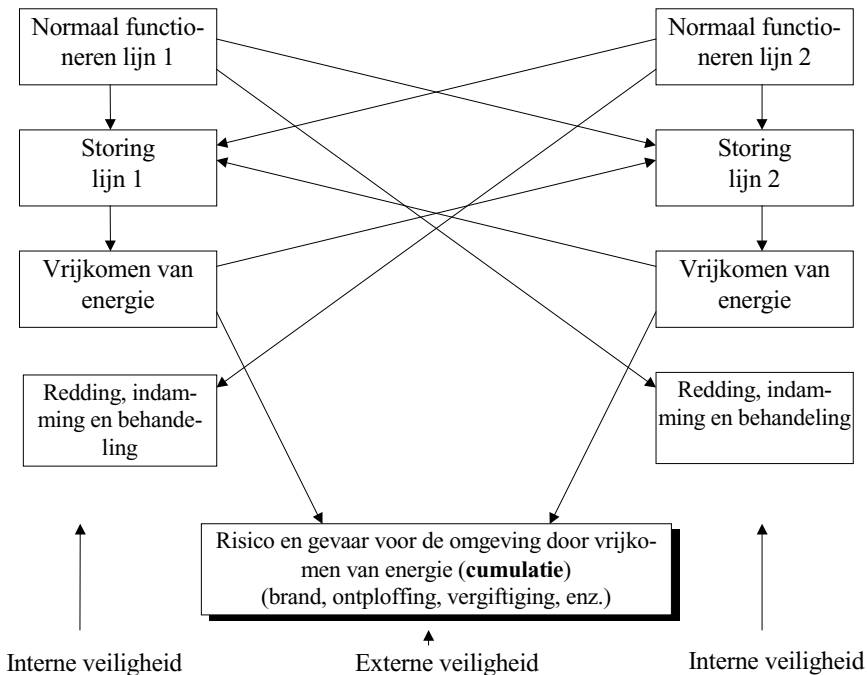 Normaal functio-
neren lijn 1
Normaal functio-
neren lijn 2
Storing
lijn 1
Storing
lijn 2
Vrijkomen van
energie
Vrijkomen van
energie
Redding, indam-
ming en behande-
ling
Redding, indam-
ming en behandeling
Risico en gevaar voor de omgeving door vrijko-
men van energie (cumulatie)
(brand, ontploffing, vergiftiging, enz.)
Interne veiligheid
Externe veiligheid
Interne veiligheid